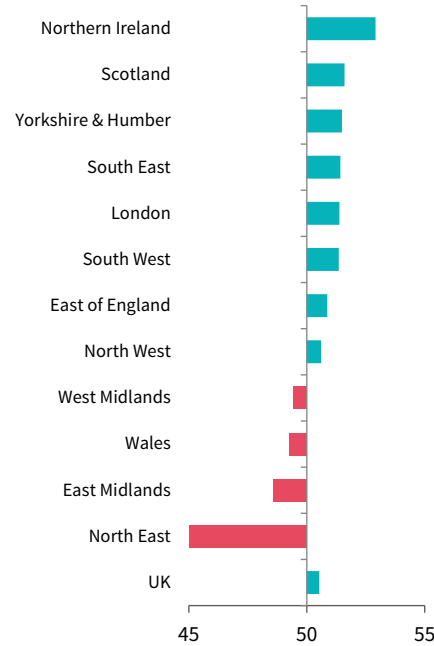 Northern Ireland
Scotland
Yorkshire & Humber
South East
London
South West
East of England
North West
West Midlands
Wales
East Midlands
North East
UK
45 50 55